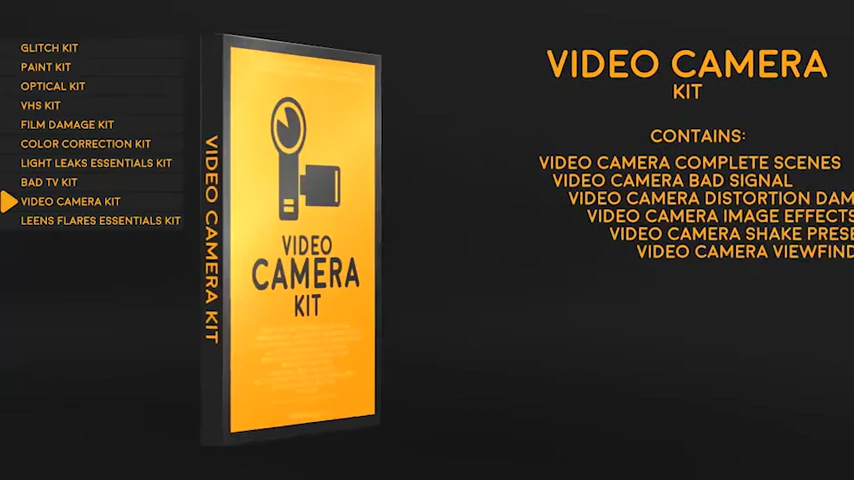 GLITCH KIT
PAINT KIT
OPTICAL KIT
VHS KIT
FILM DAMAGE KIT
COLOR CORRECTION KIT
LIGHT LEAKS ESSENTIALS KIT
BAD TV KIT
VIDEO CAMERA KIT
LEENS FLARES ESSENTIALS KIT
VIDEO CAMERA KIT
VIDEO
CAMERA
KIT
VIDEO CAMERA
KIT
CONTAINS:
VIDEO CAMERA COMPLETE SCENES
VIDEO CAMERA BAD SIGNAL
VIDEO CAMERA DISTORTION DAM
VIDEO CAMERA IMAGE EFFECTS
VIDEO CAMERA SHAKE PRESE
VIDEO CAMERA VIEWFIND